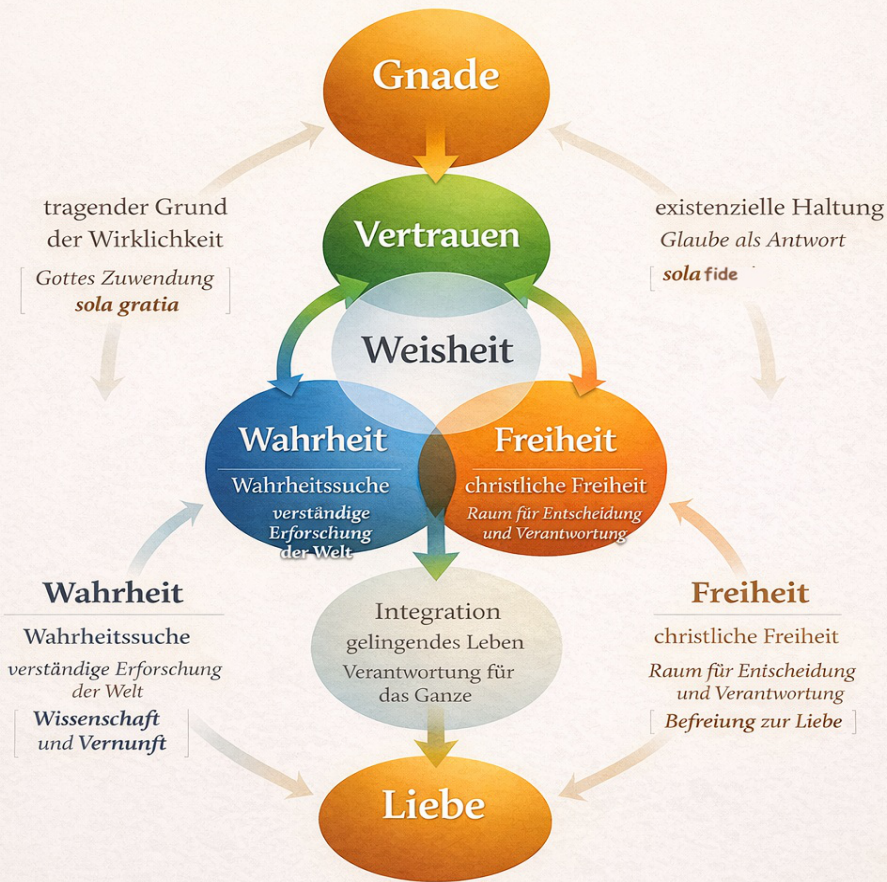 Gnade
tragender Grund
der Wirklichkeit
Gottes Zuwendung
sola gratia
Vertrauen
existenzielle Haltung
Glaube als Antwort
sola fide
Weisheit
Wahrheit
Wahrheitssuche
verständige
Erforschung
der Welt
Freiheit
christliche Freiheit
Raum für Entscheidung
und Verantwortung
Wahrheit
Wahrheitssuche
verständige Erforschung
der Welt
Wissenschaft
und Vernunft
Integration
gelingendes Leben
Verantwortung für
das Ganze
Freiheit
christliche Freiheit
Raum für Entscheidung
und Verantwortung
Befreiung zur Liebe
Liebe